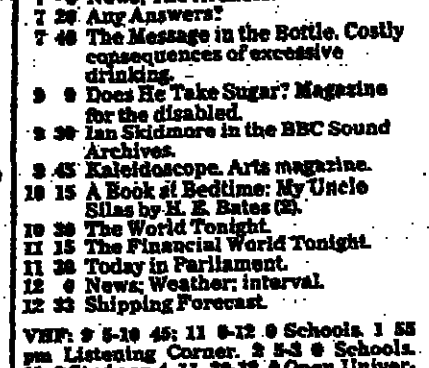 7 20 Any Answers?
7 40 The Message in the Bottle. Costly
consequences of excessive
drinking.
9 0 Does He Take Sugar? Magazine
for the disabled.
9 30 Ian Skidmore in the BBC Sound
Archives.
9 45 Kaleidoscope. Arts magazine.
10 15 A Book at Bedtime: My Uncle
Silas by H. E. Bates (2).
10 30 The World Tonight.
11 15 The Financial World Tonight.
11 30 Today in Parliament.
12 0 News; Weather; interval.
12 33 Shipping Forecast.
VHF: 9 5-10 45; 11 0-12 0 Schools. 1 55
pm Listening Corner. 2 5-3 0 Schools.
Open Univer-